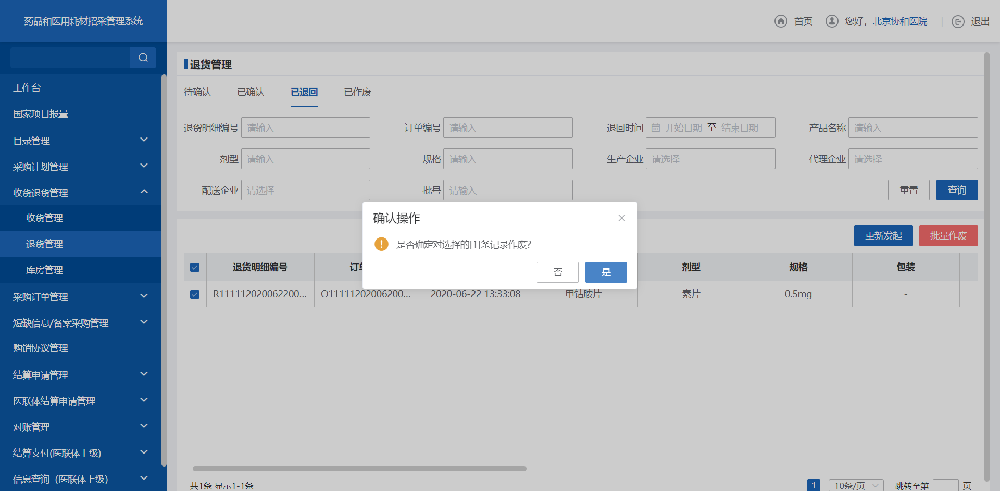 药品和医用耗材招采管理系统
首页
您好，北京协和医院
退出
工作台
国家项目报量
目录管理
采购计划管理
收货退货管理
收货管理
退货管理
库房管理
采购订单管理
短缺信息/备案采购管理
购销协议管理
结算申请管理
医联体结算申请管理
对账管理
结算支付(医联体上级)
信息查询（医联体上级）
退货管理
待确认 已确认 已退回 已作废
退货明细编号 请输入 订单编号 请输入 退回时间 开始日期 至 结束日期 产品名称 请输入
剂型 请输入 规格 请输入 生产企业 请选择 代理企业 请选择
配送企业 请选择 批号 请输入 重置 查询
确认操作
是否确定对选择的[1]条记录作废?
否 是
重新发起 批量作废
退货明细编号 剂型 规格 包装
R111112020062200... O11111202006200... 2020-06-22 13:33:08 甲钴胺片 素片 0.5mg -
共1条 显示1-1条 1 10条/页 跳转至第 页